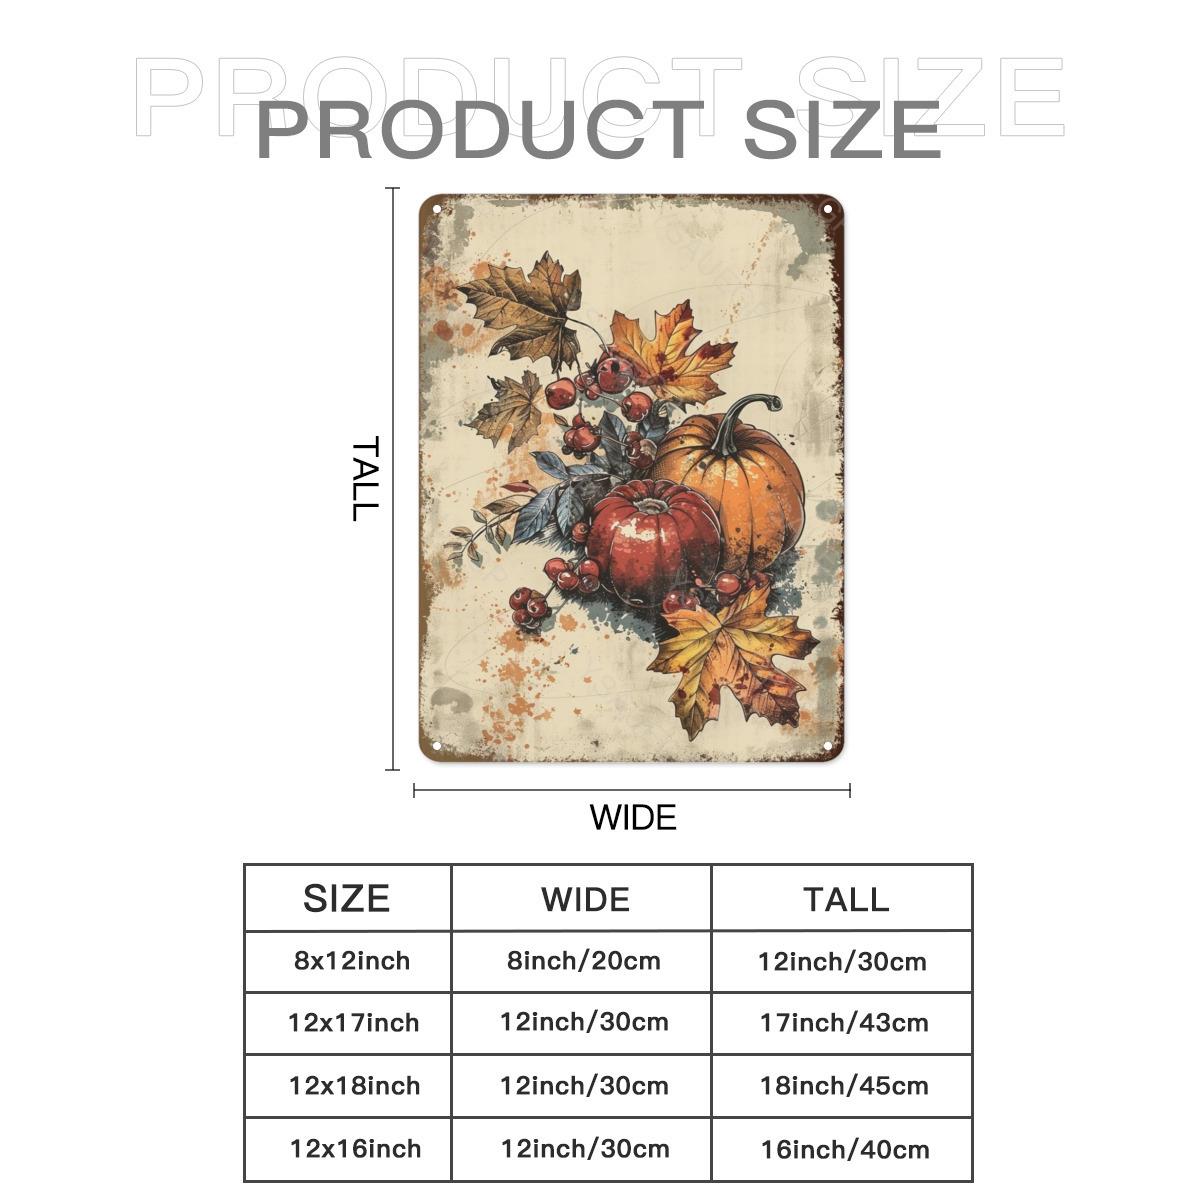 PRODUCT SIZE
PRODUCT SIZE
TALL
WIDE
SIZE WIDE TALL
8x12inch 8inch/20cm 12inch/30cm
12x17inch 12inch/30cm 17inch/43cm
12x18inch 12inch/30cm 18inch/45cm
12x16inch 12inch/30cm 16inch/40cm